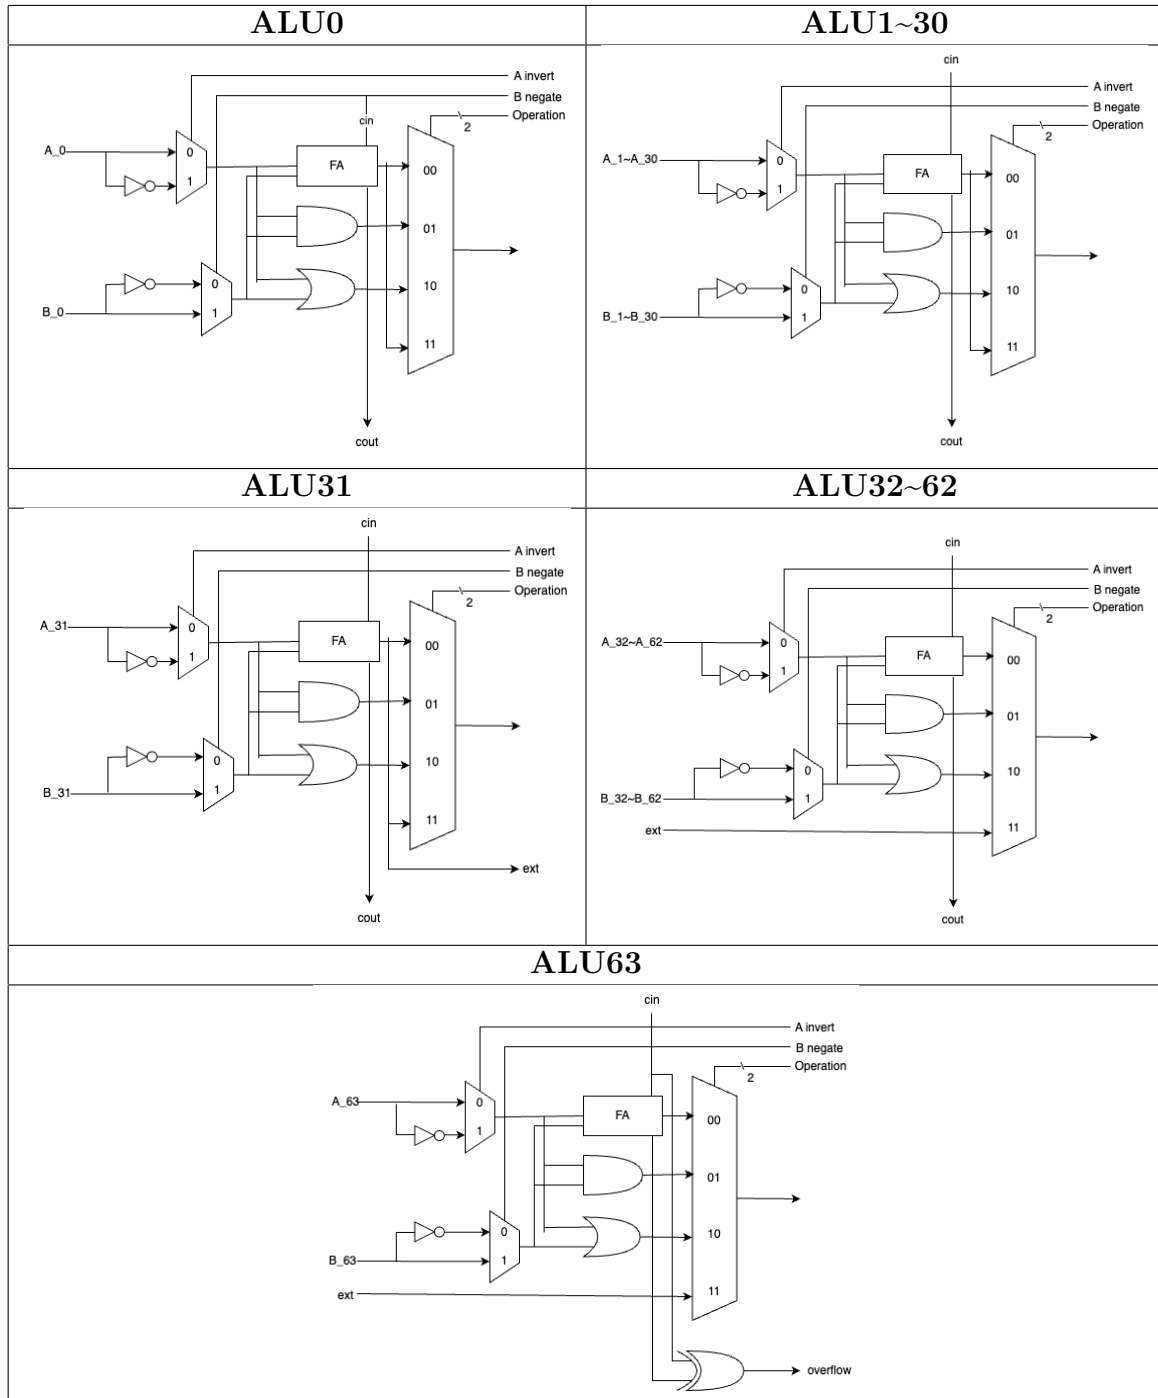 ALU0
A invert
B negate
cin
Operation
2
A_0
0
1
FA
00
01
B_0
0
1
10
11
cout
ALU1~30
cin
A invert
B negate
Operation
2
A_1~A_30
0
1
FA
00
01
B_1~B_30
0
1
10
11
cout
ALU31
cin
A invert
B negate
Operation
2
A_31
0
1
FA
00
01
B_31
0
1
10
11
ext
cout
ALU32~62
cin
A invert
B negate
Operation
2
A_32~A_62
0
1
FA
00
01
B_32~B_62
0
1
10
ext
11
cout
ALU63
cin
A invert
B negate
Operation
2
A_63
0
1
FA
00
01
B_63
0
1
10
ext
11
overflow